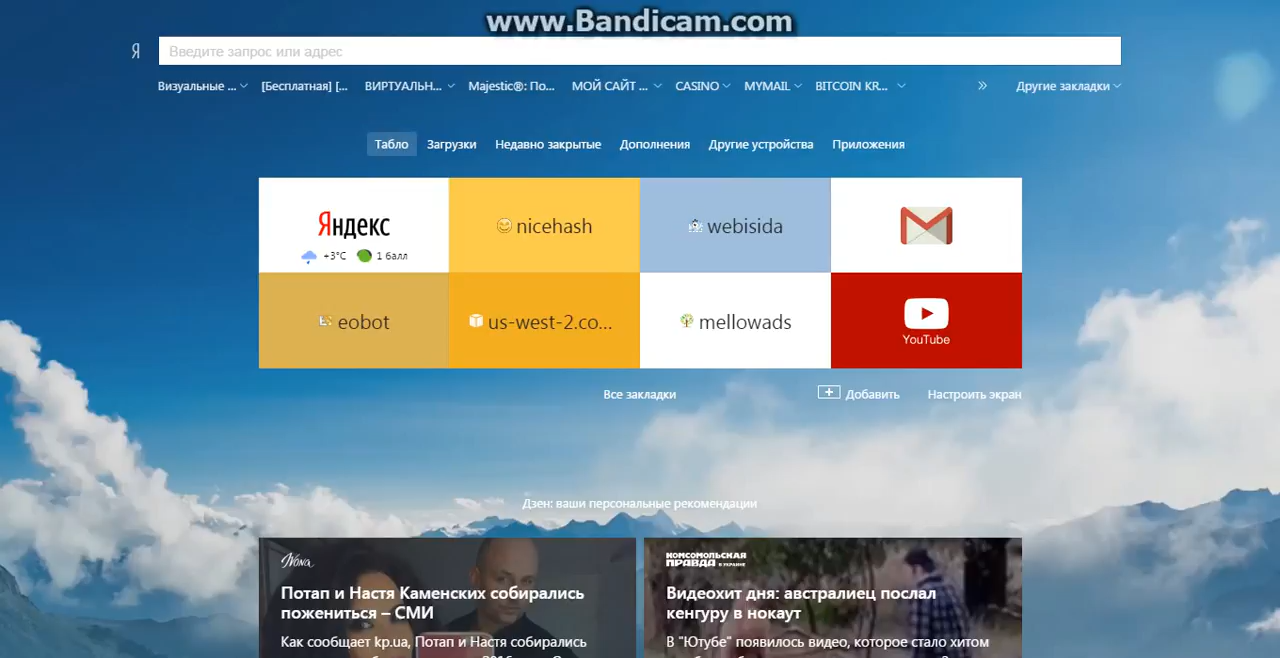 www.Bandicam.com
Я Введите запрос или адрес
Визуальные ... [Бесплатная] [... ВИРТУАЛЬН... Majestic®: По... МОЙ САЙТ ... CASINO MYMAIL BITCOIN KR... » Другие закладки
Табло Загрузки Недавно закрытые Дополнения Другие устройства Приложения
Яндекс nicehash webisida
+3°C 1 балл
eobot us-west-2.co... mellowads YouTube
Все закладки Добавить Настроить экран
Дзен: ваши персональные рекомендации
Ивона
Потап и Настя Каменских собирались
пожениться – СМИ
Как сообщает kp.ua, Потап и Настя собирались
КОМСОМОЛЬСКАЯ
ПРАВДА В УКРАИНЕ
Видеохит дня: австралиец послал
кенгуру в нокаут
В "Ютубе" появилось видео, которое стало хитом